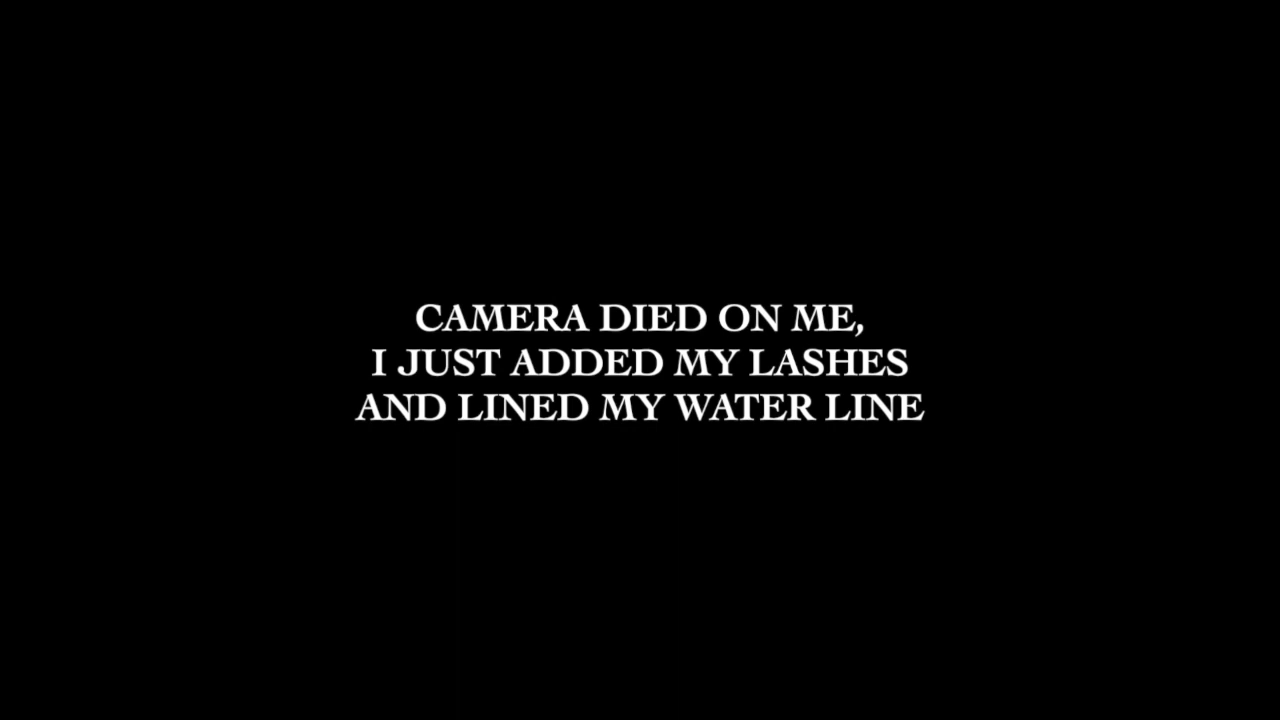 CAMERA DIED ON ME,
I JUST ADDED MY LASHES
AND LINED MY WATER LINE